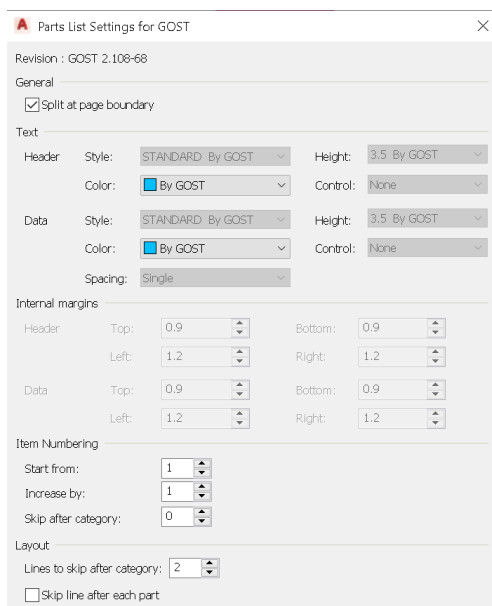 A Parts List Settings for GOST
Revision : GOST 2.108-68
General
Split at page boundary
Text
Header Style: STANDARD By GOST Height: 3.5 By GOST
Color: By GOST Control: None
Data Style: STANDARD By GOST Height: 3.5 By GOST
Color: By GOST Control: None
Spacing: Single
Internal margins
Header Top: 0.9 Bottom: 0.9
Left: 1.2 Right: 1.2
Data Top: 0.9 Bottom: 0.9
Left: 1.2 Right: 1.2
Item Numbering
Start from: 1
Increase by: 1
Skip after category: 0
Layout
Lines to skip after category: 2
Skip line after each part